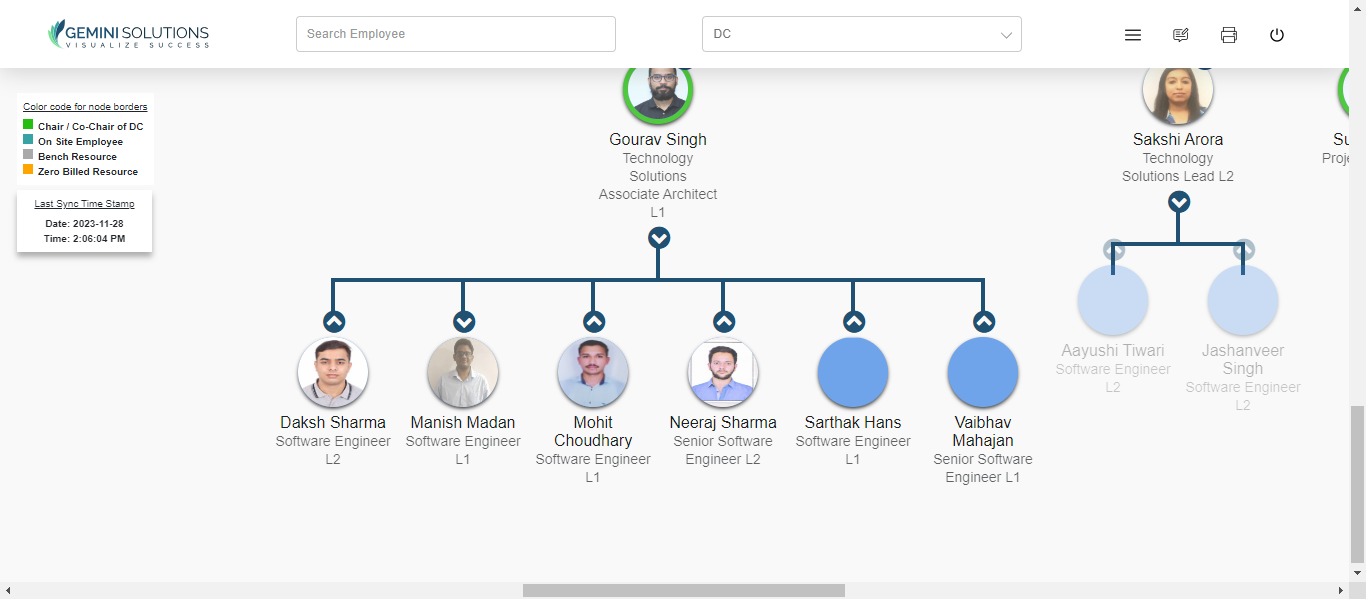 GEMINI SOLUTIONS
VISUALIZE SUCCESS
Search Employee
DC
Color code for node borders
Chair / Co-Chair of DC
On Site Employee
Bench Resource
Zero Billed Resource
Last Sync Time Stamp
Date: 2023-11-28
Time: 2:06:04 PM
Gourav Singh
Technology
Solutions
Associate Architect
L1
Sakshi Arora
Technology
Solutions Lead L2
Su
Proje
Daksh Sharma
Software Engineer
L2
Manish Madan
Software Engineer
L1
Mohit
Choudhary
Software Engineer
L1
Neeraj Sharma
Senior Software
Engineer L2
Sarthak Hans
Software Engineer
L1
Vaibhav
Mahajan
Senior Software
Engineer L1
Aayushi Tiwari
Software Engineer
L2
Jashanveer
Singh
Software Engineer
L2